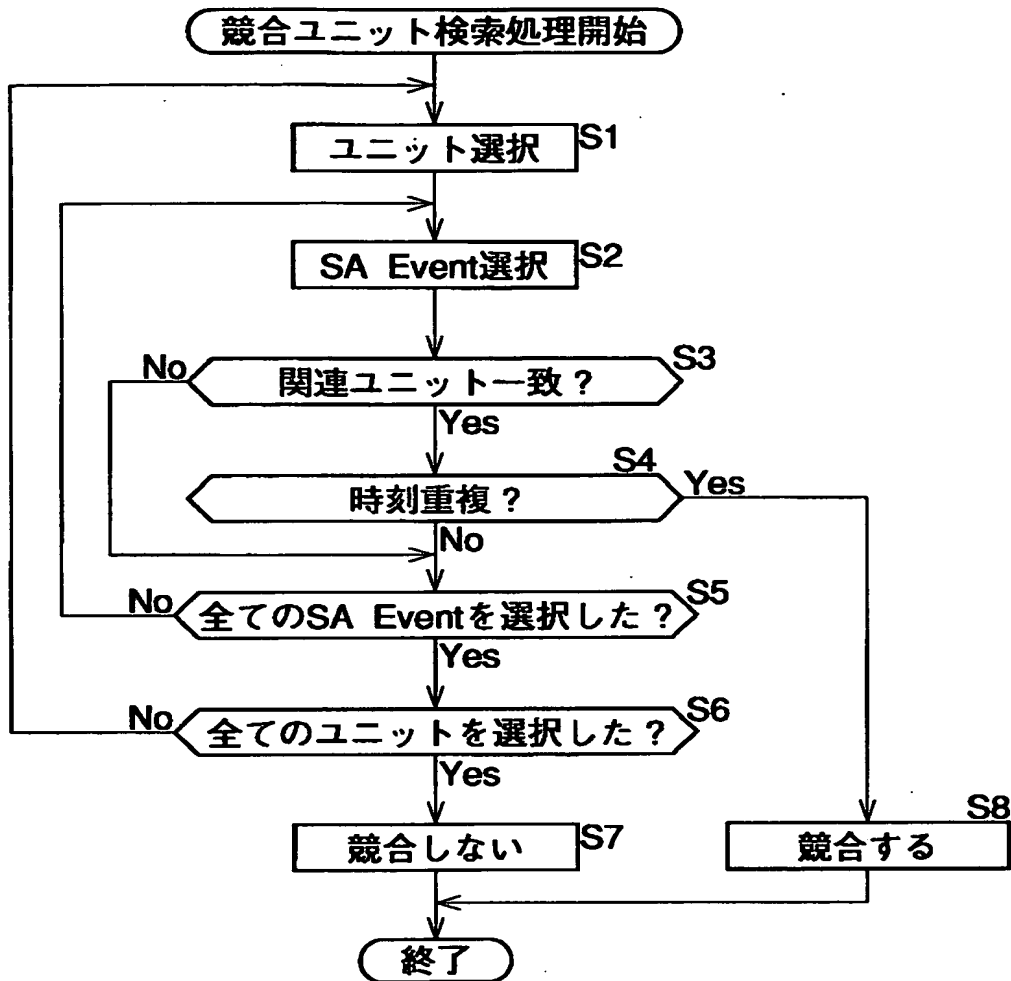 競合ユニット検索処理開始
ユニット選択
S1
SA Event選択
S2
関連ユニット一致?
S3
No
Yes
時刻重複?
S4
Yes
No
全てのSA Eventを選択した?
S5
No
Yes
全てのユニットを選択した?
S6
No
Yes
競合しない
S7
競合する
S8
終了